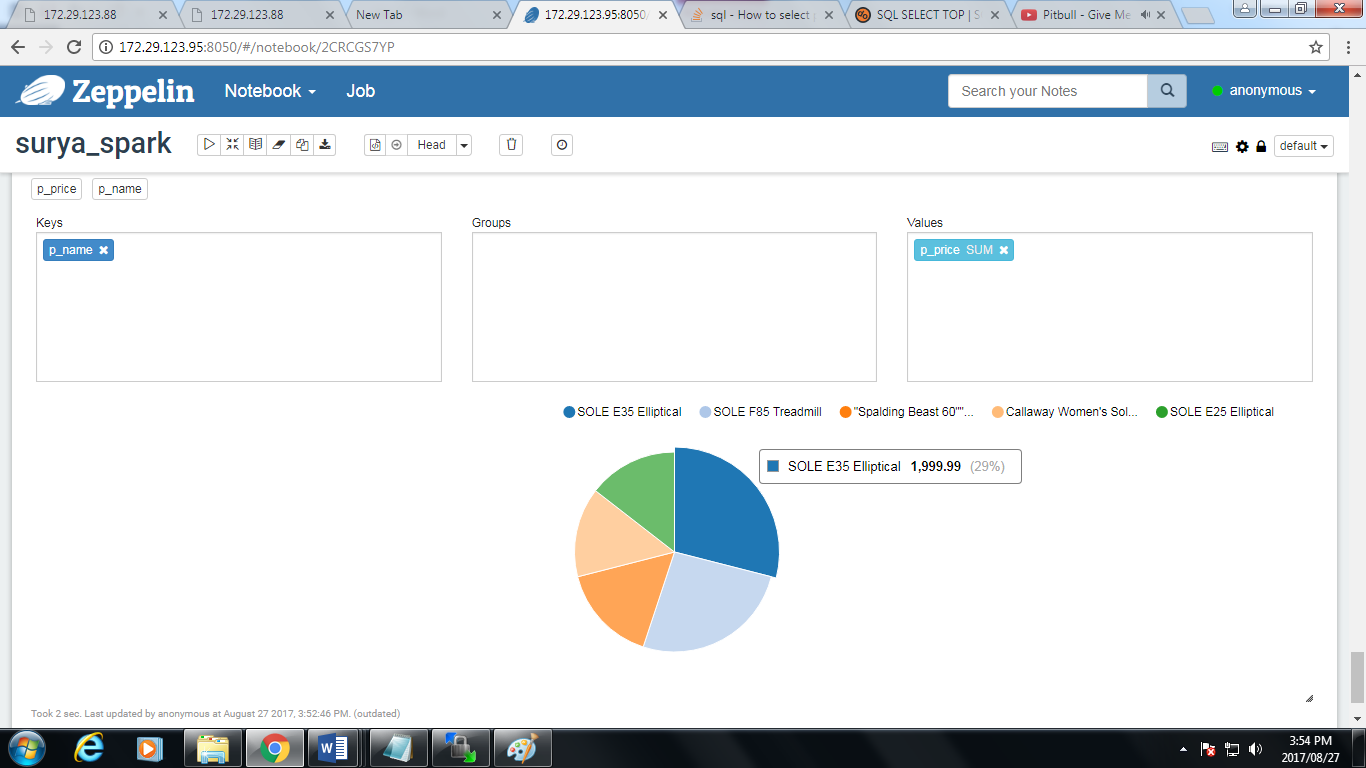 172.29.123.88
172.29.123.88
New Tab
172.29.123.95:8050/
sql - How to select
SQL SELECT TOP | S
Pitbull - Give Me
172.29.123.95:8050/#/notebook/2CRCGS7YP
Zeppelin Notebook Job Search your Notes anonymous
surya_spark Head default
p_price p_name
Keys Groups Values
p_name p_price SUM
SOLE E35 Elliptical SOLE F85 Treadmill "Spalding Beast 60""... Callaway Women's Sol... SOLE E25 Elliptical
SOLE E35 Elliptical 1,999.99 (29%)
Took 2 sec. Last updated by anonymous at August 27 2017, 3:52:46 PM. (outdated)
3:54 PM
2017/08/27